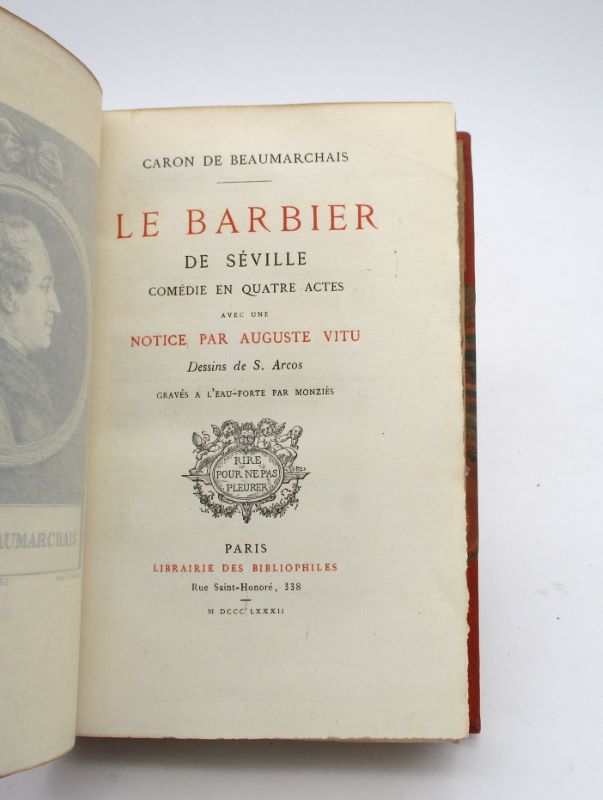 CARON DE BEAUMARCHAIS
LE BARBIER
DE SÉVILLE
COMÉDIE EN QUATRE ACTES
AVEC UNE
NOTICE PAR AUGUSTE VITU
Dessins de S. Arcos
GRAVÉS A L'EAU-FORTE PAR MONZIÈS
RIRE
POUR NE PAS
PLEURER
PARIS
LIBRAIRIE DES BIBLIOPHILES
Rue Saint-Honoré, 338
M DCCC LXXXII
AUMARCHAIS